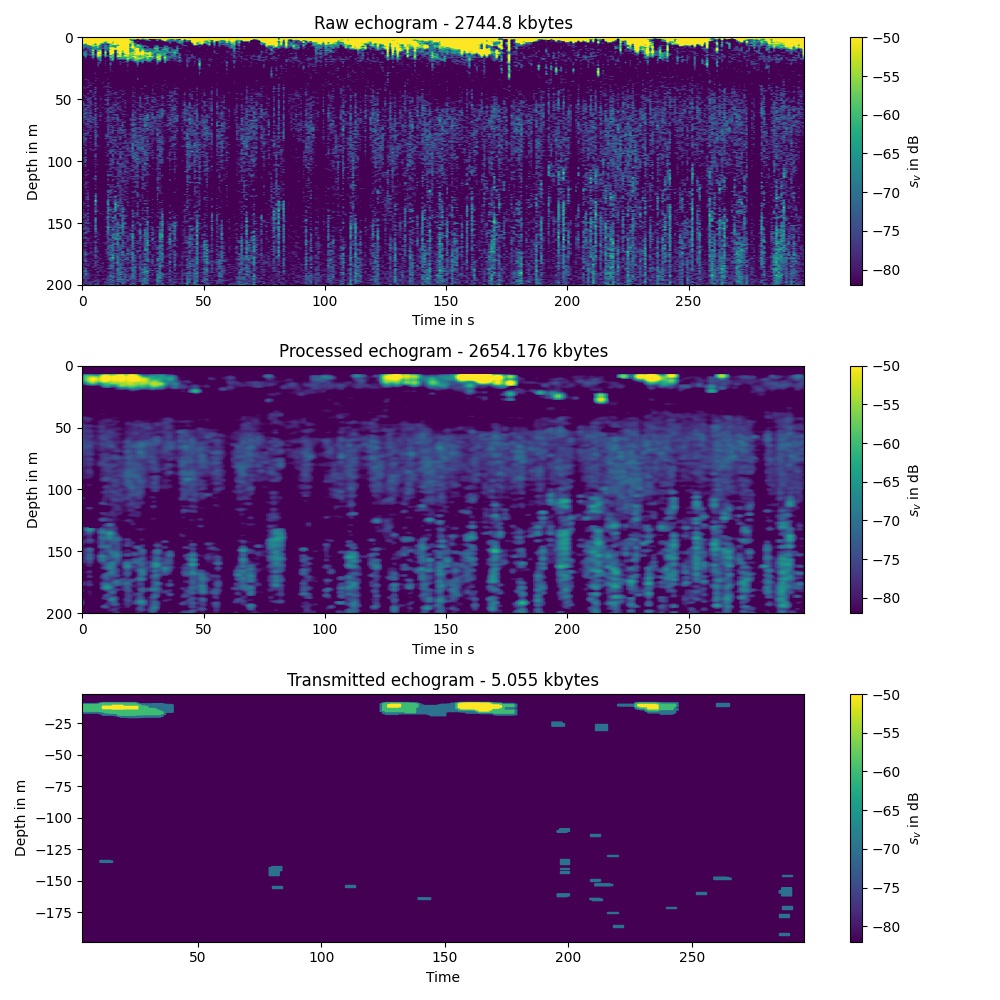 Raw echogram - 2744.8 kbytes
0
50
100
150
200
Depth in m
0 50 100 150 200 250
Time in s
−50
−55
−60
−65
−70
−75
−80
sᵥ in dB
Processed echogram - 2654.176 kbytes
0
50
100
150
200
Depth in m
0 50 100 150 200 250
Time in s
−50
−55
−60
−65
−70
−75
−80
sᵥ in dB
Transmitted echogram - 5.055 kbytes
−25
−50
−75
−100
−125
−150
−175
Depth in m
50 100 150 200 250
Time
−50
−55
−60
−65
−70
−75
−80
sᵥ in dB